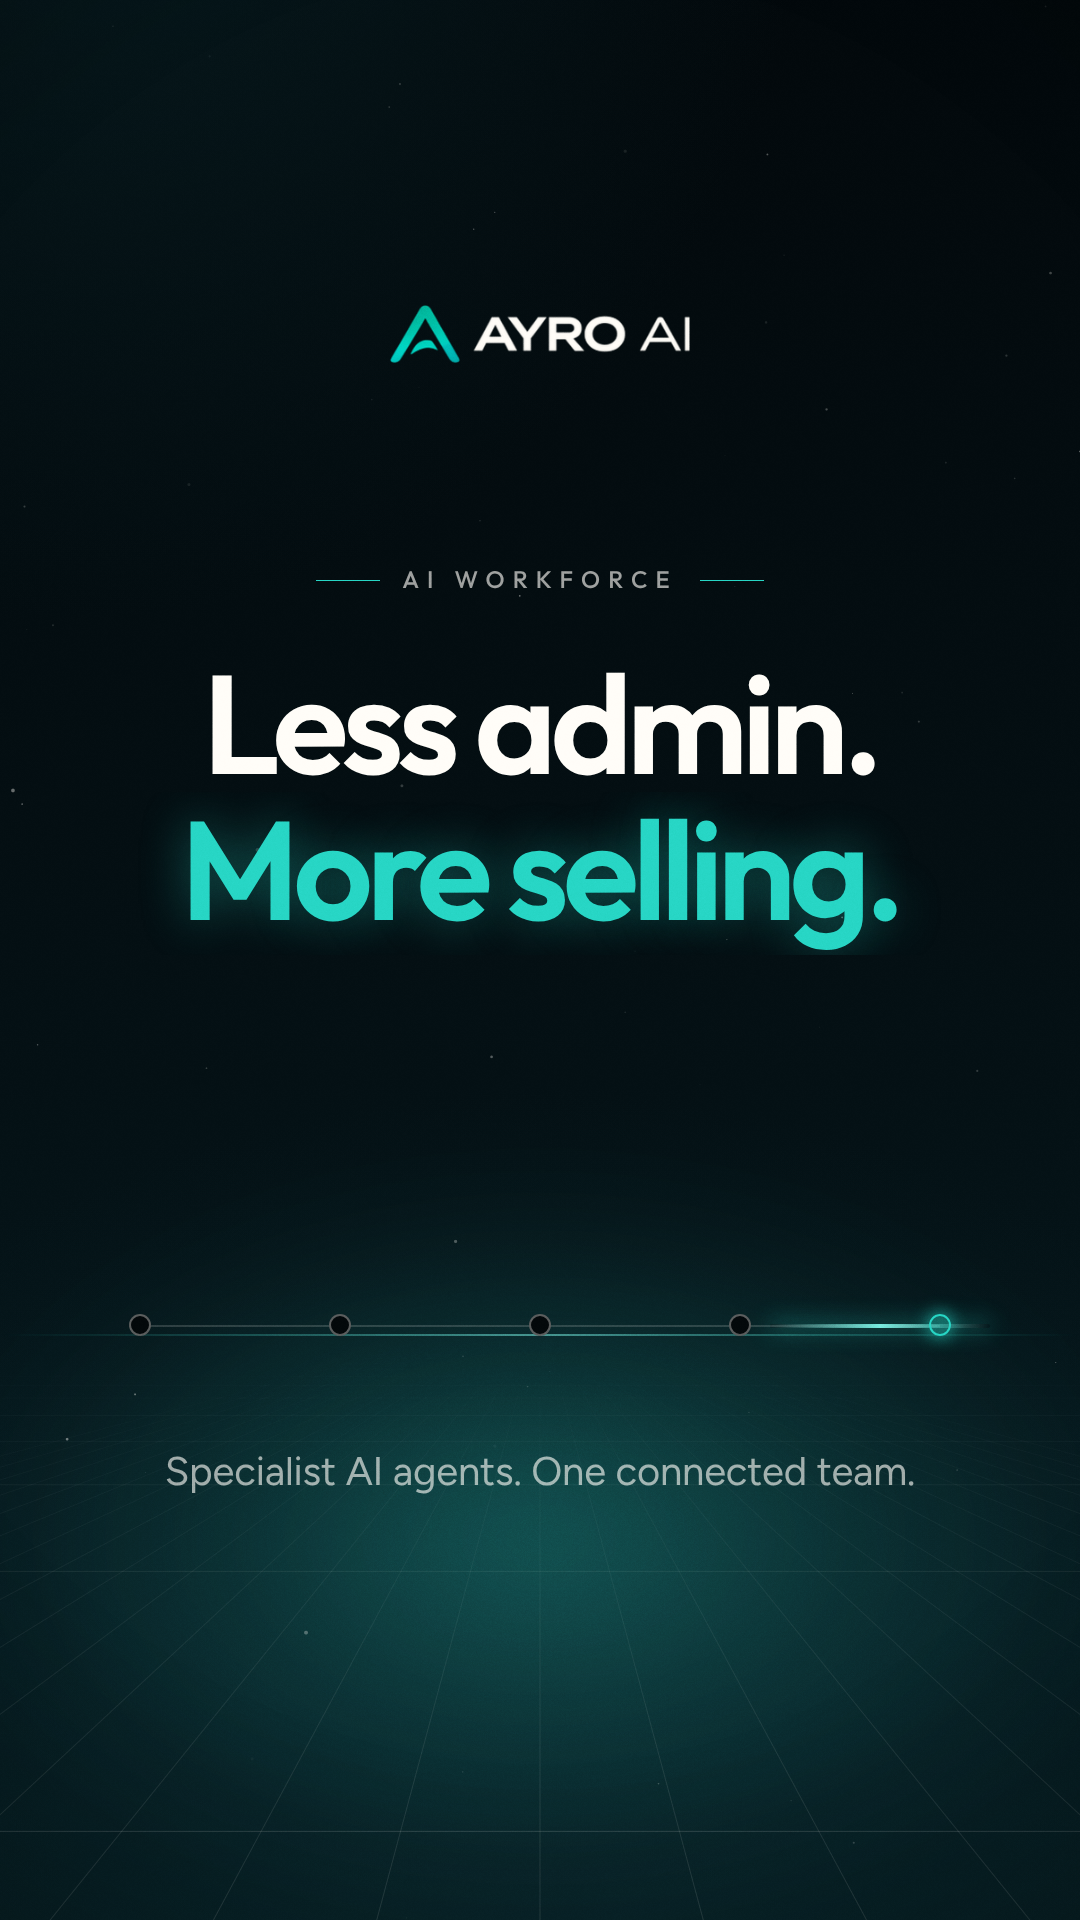 AYRO AI
AI WORKFORCE
Less admin.
More selling.
Specialist AI agents. One connected team.